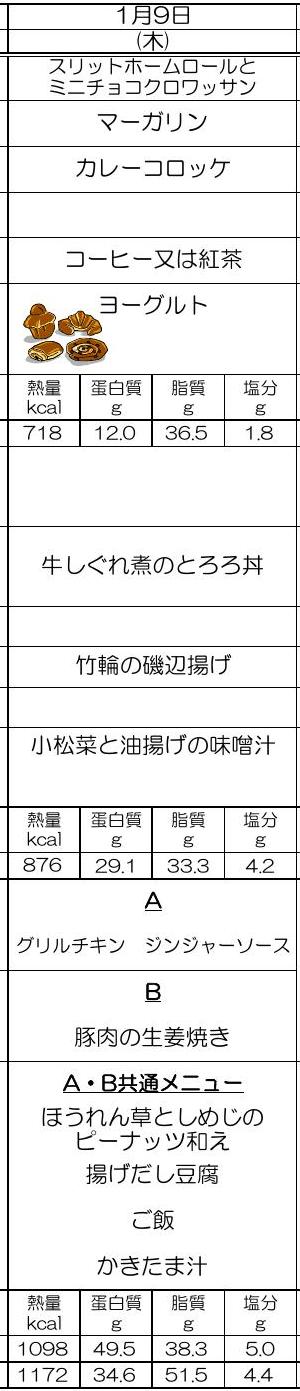 1月9日
(木)
スリットホームロールと
ミニチョコクロワッサン
マーガリン
カレーコロッケ
コーヒー又は紅茶
ヨーグルト
熱量 蛋白質 脂質 塩分
kcal g g g
718 12.0 36.5 1.8
牛しぐれ煮のとろろ丼
竹輪の磯辺揚げ
小松菜と油揚げの味噌汁
熱量 蛋白質 脂質 塩分
kcal g g g
876 29.1 33.3 4.2
A
グリルチキン ジンジャーソース
B
豚肉の生姜焼き
A・B共通メニュー
ほうれん草としめじの
ピーナッツ和え
揚げだし豆腐
ご飯
かきたま汁
熱量 蛋白質 脂質 塩分
kcal g g g
1098 49.5 38.3 5.0
1172 34.6 51.5 4.4